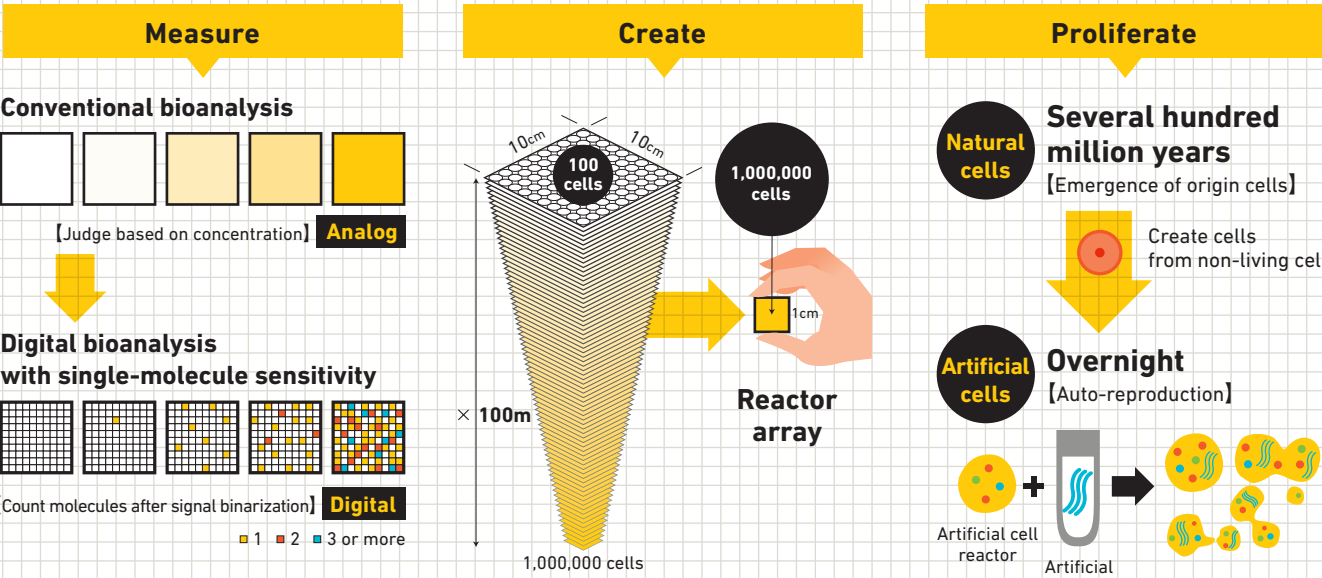 Measure
Conventional bioanalysis
【Judge based on concentration】 Analog
Digital bioanalysis
with single-molecule sensitivity
Count molecules after signal binarization】 Digital
1 2 3 or more
Create
10cm 10cm
100
cells
1,000,000
cells
1cm
× 100m
Reactor
array
1,000,000 cells
Proliferate
Natural
cells
Several hundred
million years
【Emergence of origin cells】
Create cells
from non-living cel
Artificial
cells
Overnight
【Auto-reproduction】
+
Artificial cell
reactor
Artificial